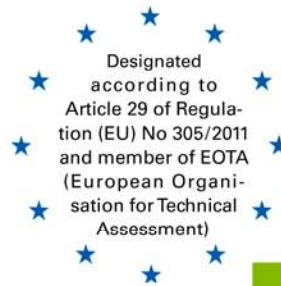 Designated
according to
Article 29 of Regula-
tion (EU) No 305/2011
and member of EOTA
(European Organi-
sation for Technical
Assessment)